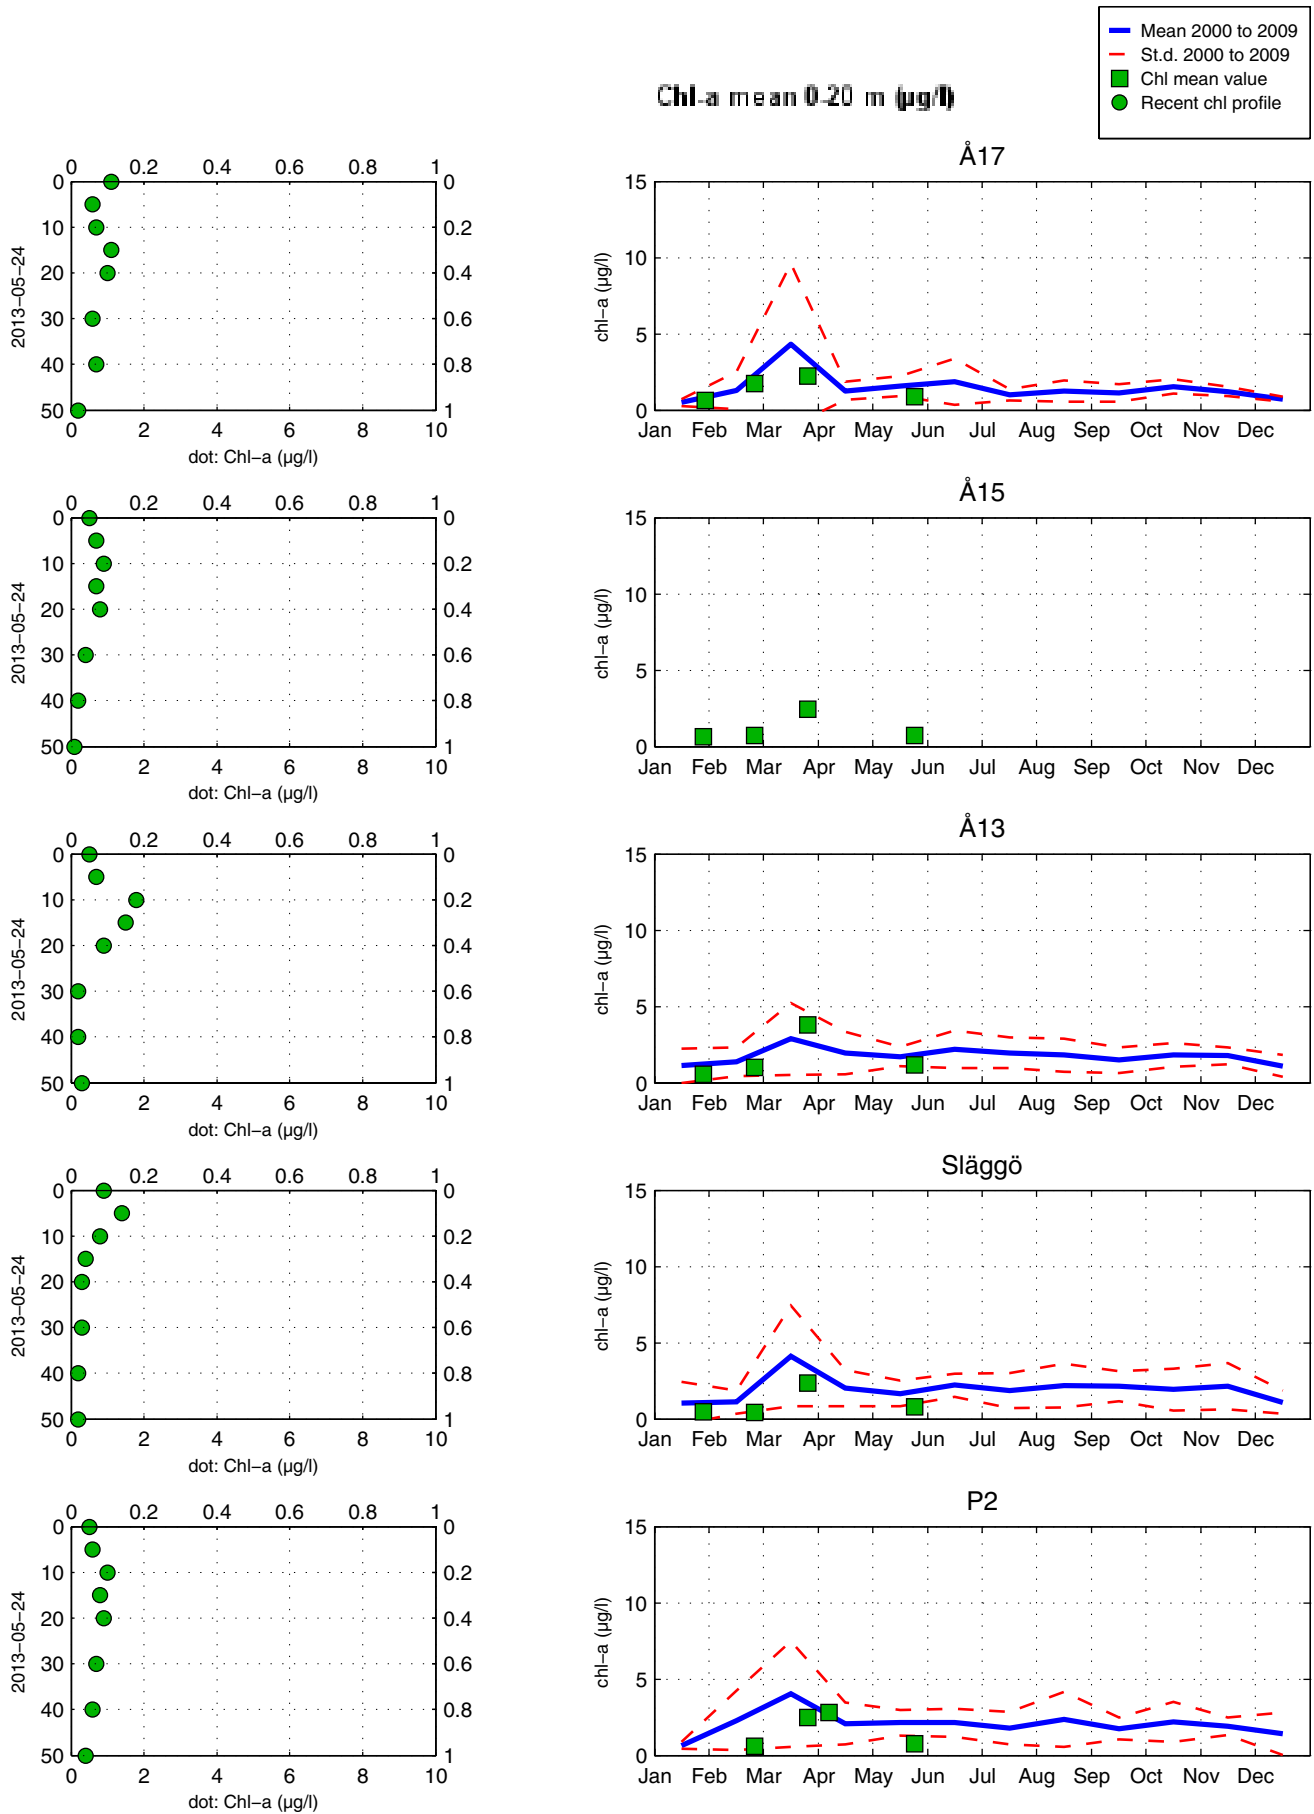 Mean 2000 to 2009
St.d. 2000 to 2009
Chl mean value
Recent chl profile
Chl-a mean 0-20 m (µg/l)
0 0.2 0.4 0.6 0.8 1
0 10 20 30 40 50
0 0.2 0.4 0.6 0.8 1
2013-05-24
0 2 4 6 8 10
dot: Chl-a (µg/l)
Å17
15 10 5 0
chl-a (µg/l)
Jan Feb Mar Apr May Jun Jul Aug Sep Oct Nov Dec
0 0.2 0.4 0.6 0.8 1
0 10 20 30 40 50
0 0.2 0.4 0.6 0.8 1
2013-05-24
0 2 4 6 8 10
dot: Chl-a (µg/l)
Å15
15 10 5 0
chl-a (µg/l)
Jan Feb Mar Apr May Jun Jul Aug Sep Oct Nov Dec
0 0.2 0.4 0.6 0.8 1
0 10 20 30 40 50
0 0.2 0.4 0.6 0.8 1
2013-05-24
0 2 4 6 8 10
dot: Chl-a (µg/l)
Å13
15 10 5 0
chl-a (µg/l)
Jan Feb Mar Apr May Jun Jul Aug Sep Oct Nov Dec
0 0.2 0.4 0.6 0.8 1
0 10 20 30 40 50
0 0.2 0.4 0.6 0.8 1
2013-05-24
0 2 4 6 8 10
dot: Chl-a (µg/l)
Släggö
15 10 5 0
chl-a (µg/l)
Jan Feb Mar Apr May Jun Jul Aug Sep Oct Nov Dec
0 0.2 0.4 0.6 0.8 1
0 10 20 30 40 50
0 0.2 0.4 0.6 0.8 1
2013-05-24
0 2 4 6 8 10
dot: Chl-a (µg/l)
P2
15 10 5 0
chl-a (µg/l)
Jan Feb Mar Apr May Jun Jul Aug Sep Oct Nov Dec